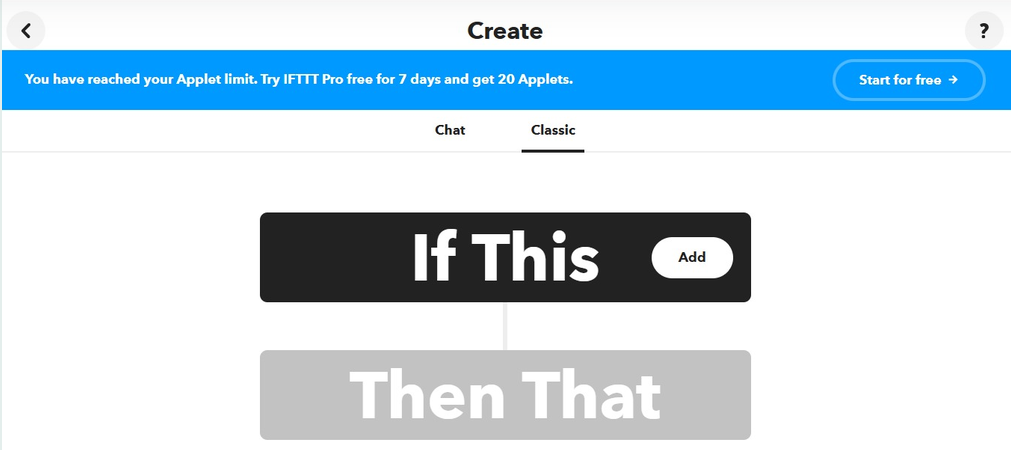 Create
?
You have reached your Applet limit. Try IFTTT Pro free for 7 days and get 20 Applets.
Start for free →
Chat
Classic
If This
Add
Then That